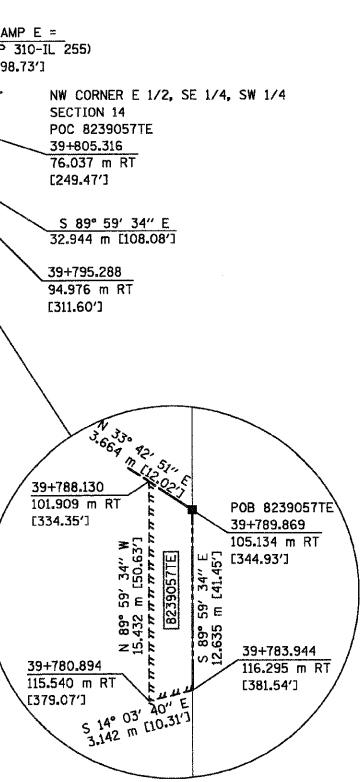 AMP E =
P 310-IL 255)
98.73']
NW CORNER E 1/2, SE 1/4, SW 1/4
SECTION 14
POC 8239057TE
39+805.316
76.037 m RT
[249.47']
S 89° 59' 34" E
32.944 m [108.08']
39+795.288
94.976 m RT
[311.60']
N 33° 42' 51" E
3.664 m [12.02']
39+788.130
101.909 m RT
[334.35']
POB 8239057TE
39+789.869
105.134 m RT
[344.93']
N 89° 59' 34" W
15.432 m [50.63']
8239057TE
S 89° 59' 34" E
12.635 m [41.45']
39+780.894
115.540 m RT
[379.07']
39+783.944
116.295 m RT
[381.54']
S 14° 03' 40" E
3.142 m [10.31']